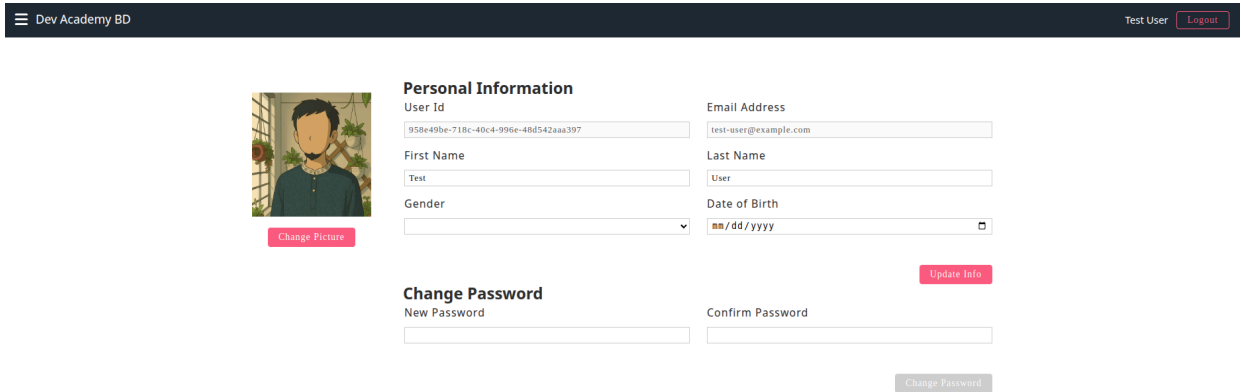 Dev Academy BD
Test User Logout
Personal Information
User Id Email Address
958e49be-718c-40c4-996e-48d542aaa397 test-user@example.com
First Name Last Name
Test User
Gender Date of Birth
mm/dd/yyyy
Change Picture
Update Info
Change Password
New Password Confirm Password
Change Password